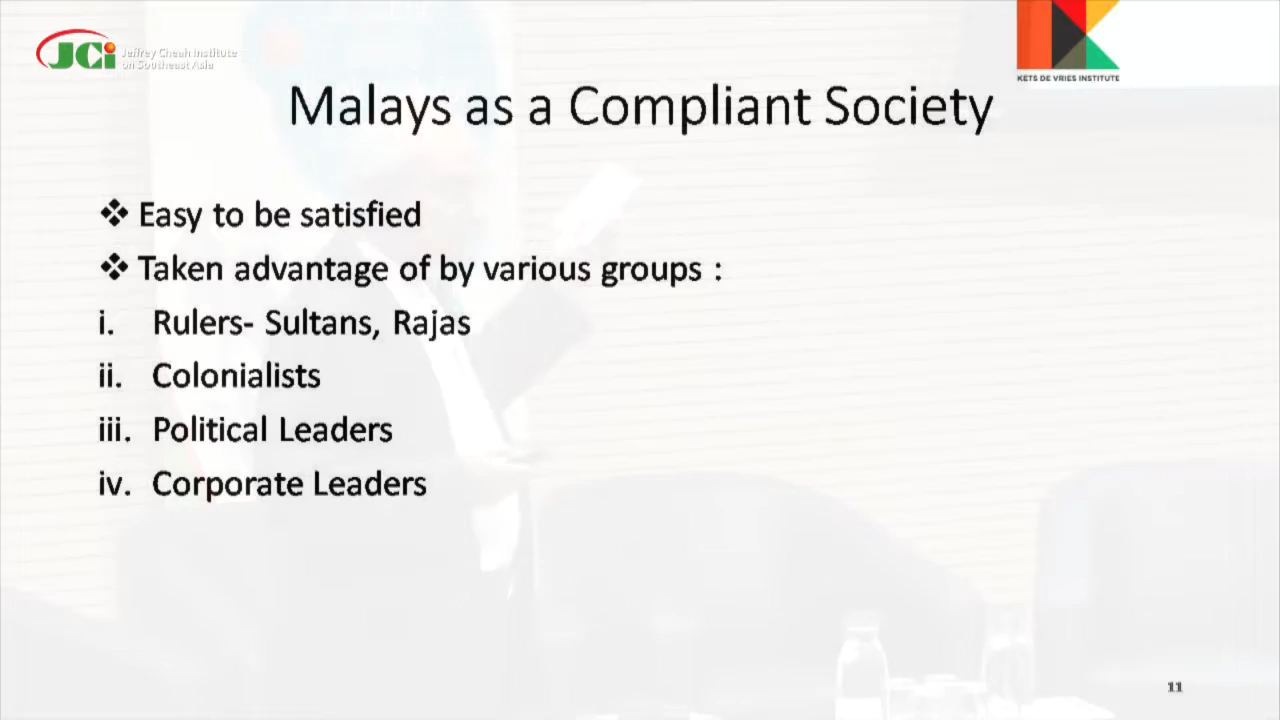 JCi Jeffrey Cheah Institute
on Southeast Asia
KETS DE VRIES INSTITUTE
Malays as a Compliant Society
❖ Easy to be satisfied
❖ Taken advantage of by various groups :
i. Rulers- Sultans, Rajas
ii. Colonialists
iii. Political Leaders
iv. Corporate Leaders
11